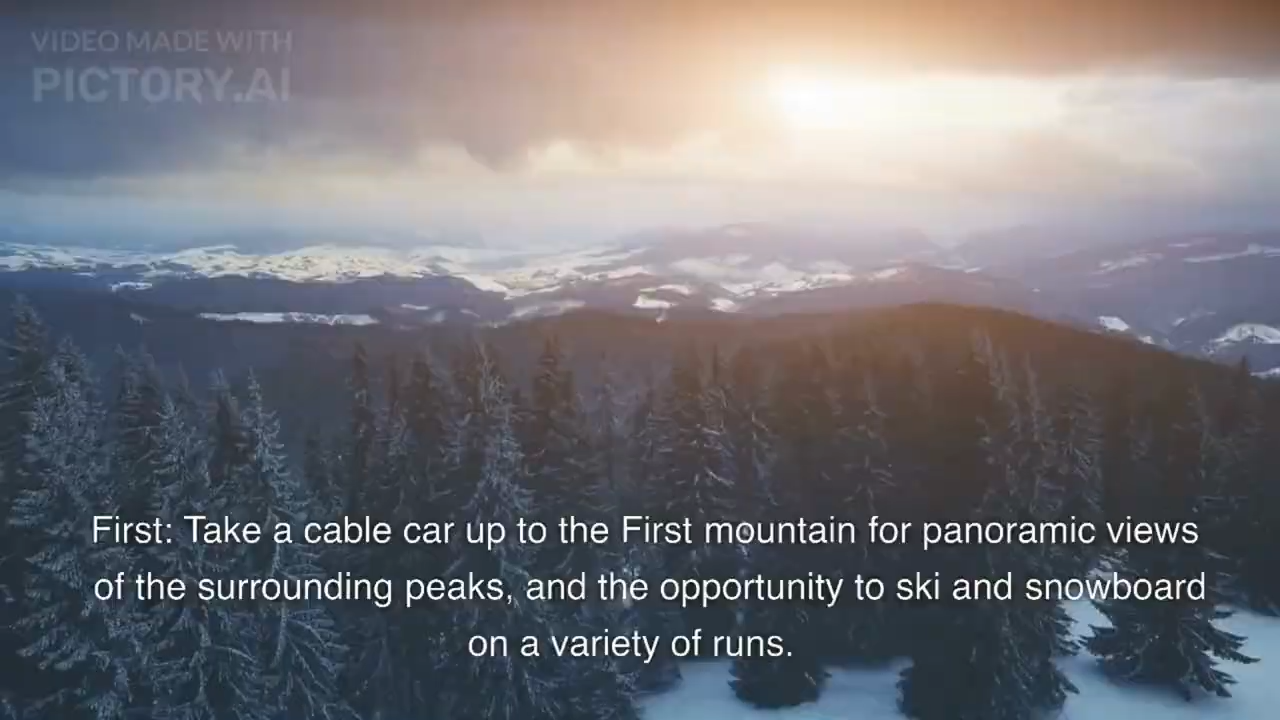 VIDEO MADE WITH
PICTORY.AI
First: Take a cable car up to the First mountain for panoramic views
of the surrounding peaks, and the opportunity to ski and snowboard
on a variety of runs.